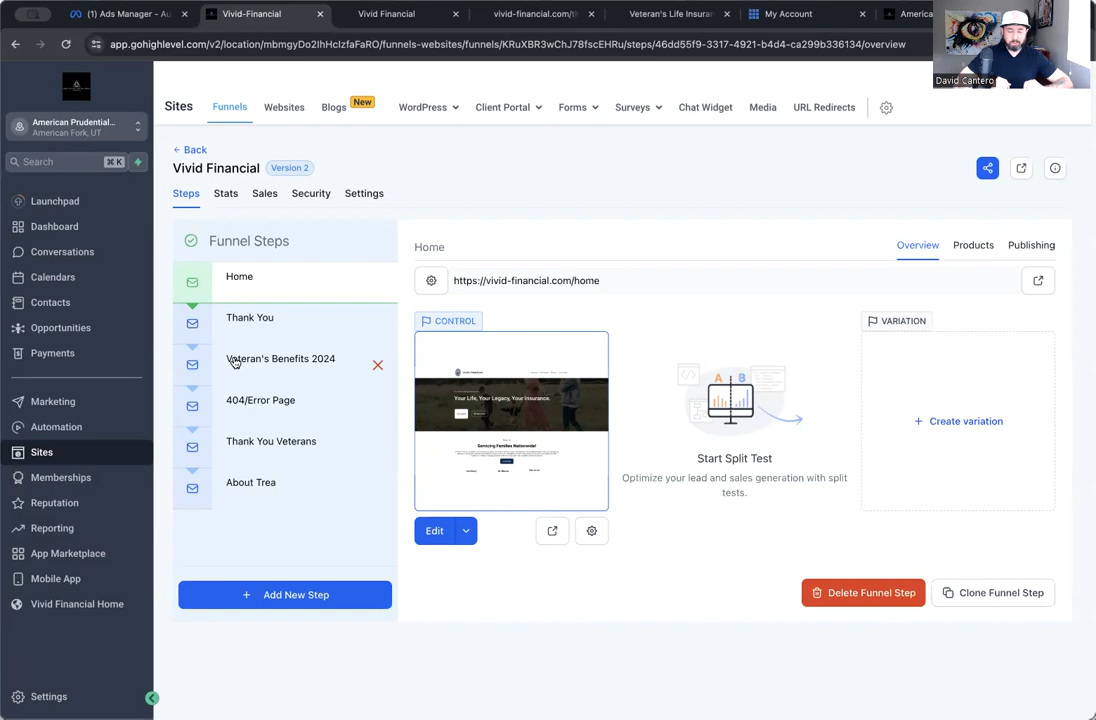 (1) Ads Manager - Au
Vivid-Financial
Vivid Financial
vivid-financial.com/th
Veteran's Life Insuran
My Account
America
app.gohighlevel.com/v2/location/mbmgyDo2IhHcIzfaFaRO/funnels-websites/funnels/KRuXBR3wChJ78fscEHRu/steps/46dd55f9-3317-4921-b4d4-ca299b336134/overview
David Cantero
American Prudential...
American Fork, UT
Search
⌘ K
Launchpad
Dashboard
Conversations
Calendars
Contacts
Opportunities
Payments
Marketing
Automation
Sites
Memberships
Reputation
Reporting
App Marketplace
Mobile App
Vivid Financial Home
Settings
Sites
Funnels
Websites
Blogs
New
WordPress
Client Portal
Forms
Surveys
Chat Widget
Media
URL Redirects
Back
Vivid Financial
Version 2
Steps
Stats
Sales
Security
Settings
Funnel Steps
Home
Thank You
Veteran's Benefits 2024
404/Error Page
Thank You Veterans
About Trea
+ Add New Step
Home
Overview
Products
Publishing
https://vivid-financial.com/home
CONTROL
Your Life, Your Legacy, Your Insurance.
Servicing Families Nationwide!
Edit
A B
Start Split Test
Optimize your lead and sales generation with split
tests.
VARIATION
+ Create variation
Delete Funnel Step
Clone Funnel Step